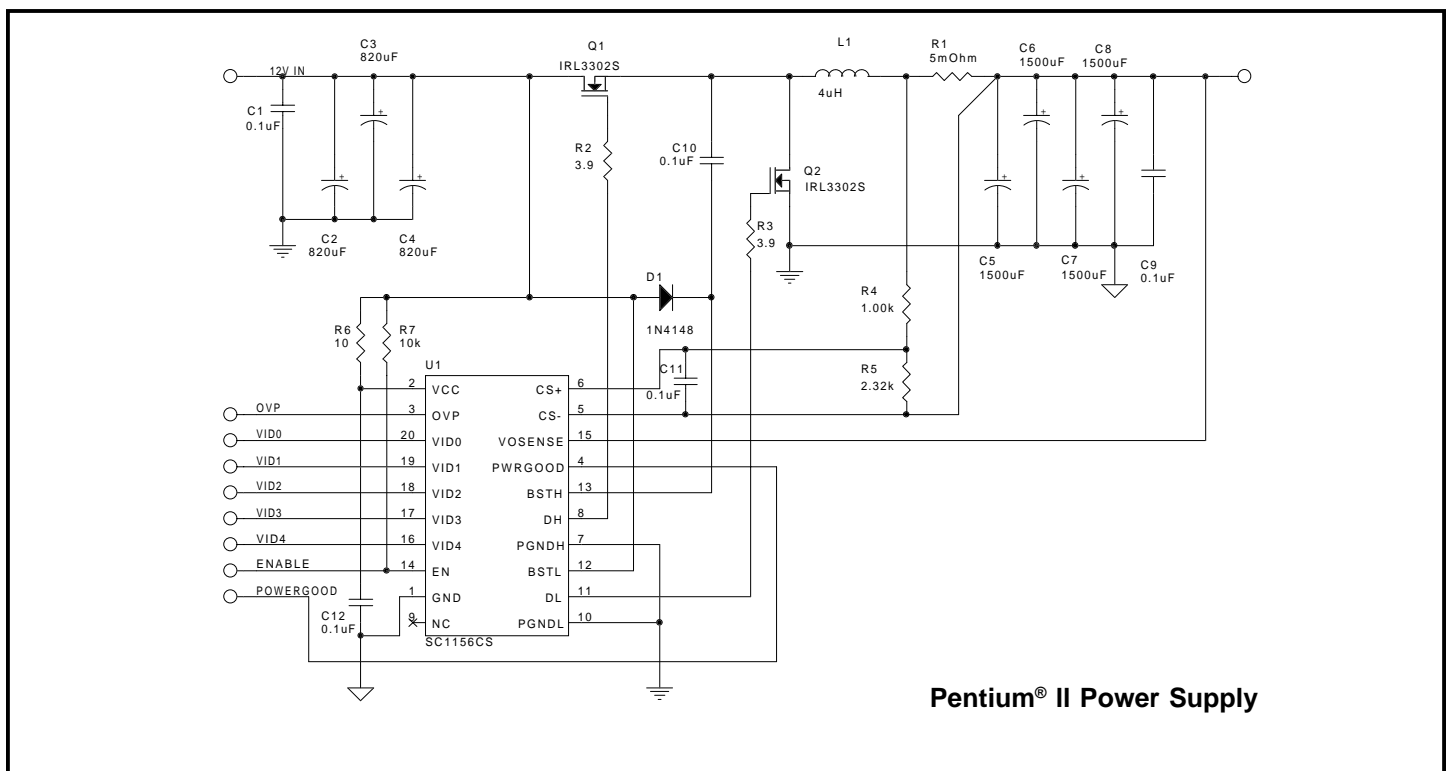 C3
820uF
Q1
IRL3302S
L1
4uH
R1
5mOhm
C6
1500uF
C8
1500uF
12V IN
C1
0.1uF
R2
3.9
C10
0.1uF
Q2
IRL3302S
R3
3.9
C2
820uF
C4
820uF
C5
1500uF
C7
1500uF
C9
0.1uF
D1
1N4148
R4
1.00k
R6
10
R7
10k
U1
C11
0.1uF
R5
2.32k
2 VCC CS+ 6
OVP 3 OVP CS- 5
VID0 20 VID0 VOSENSE 15
VID1 19 VID1 PWRGOOD 4
VID2 18 VID2 BSTH 13
VID3 17 VID3 DH 8
VID4 16 VID4 PGNDH 7
ENABLE 14 EN BSTL 12
POWERGOOD 1 GND DL 11
9 NC PGNDL 10
C12
0.1uF
SC1156CS
Pentium® II Power Supply